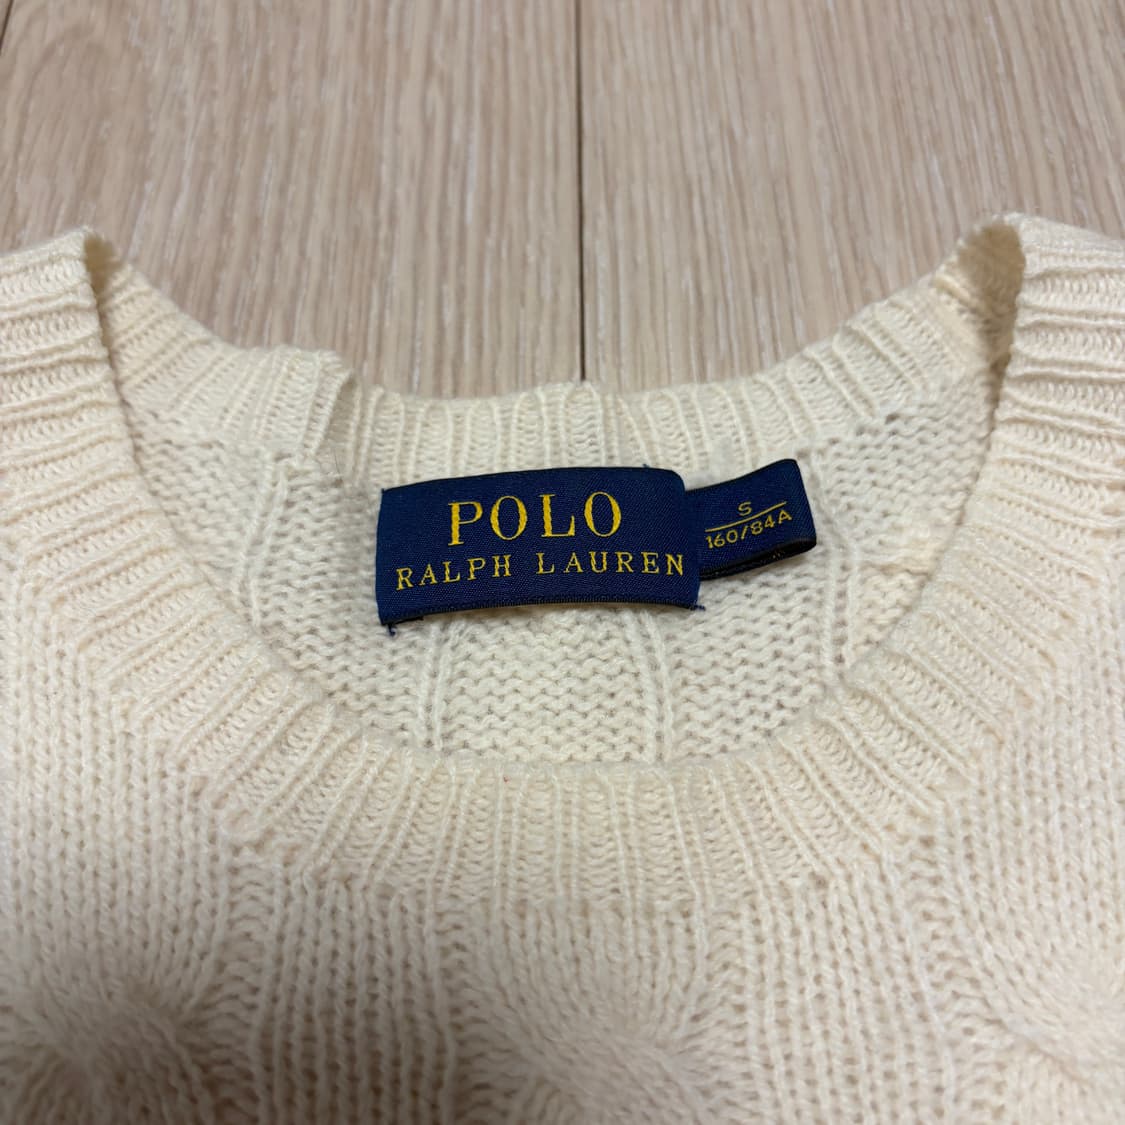 POLO
RALPH LAUREN
S
160/84A